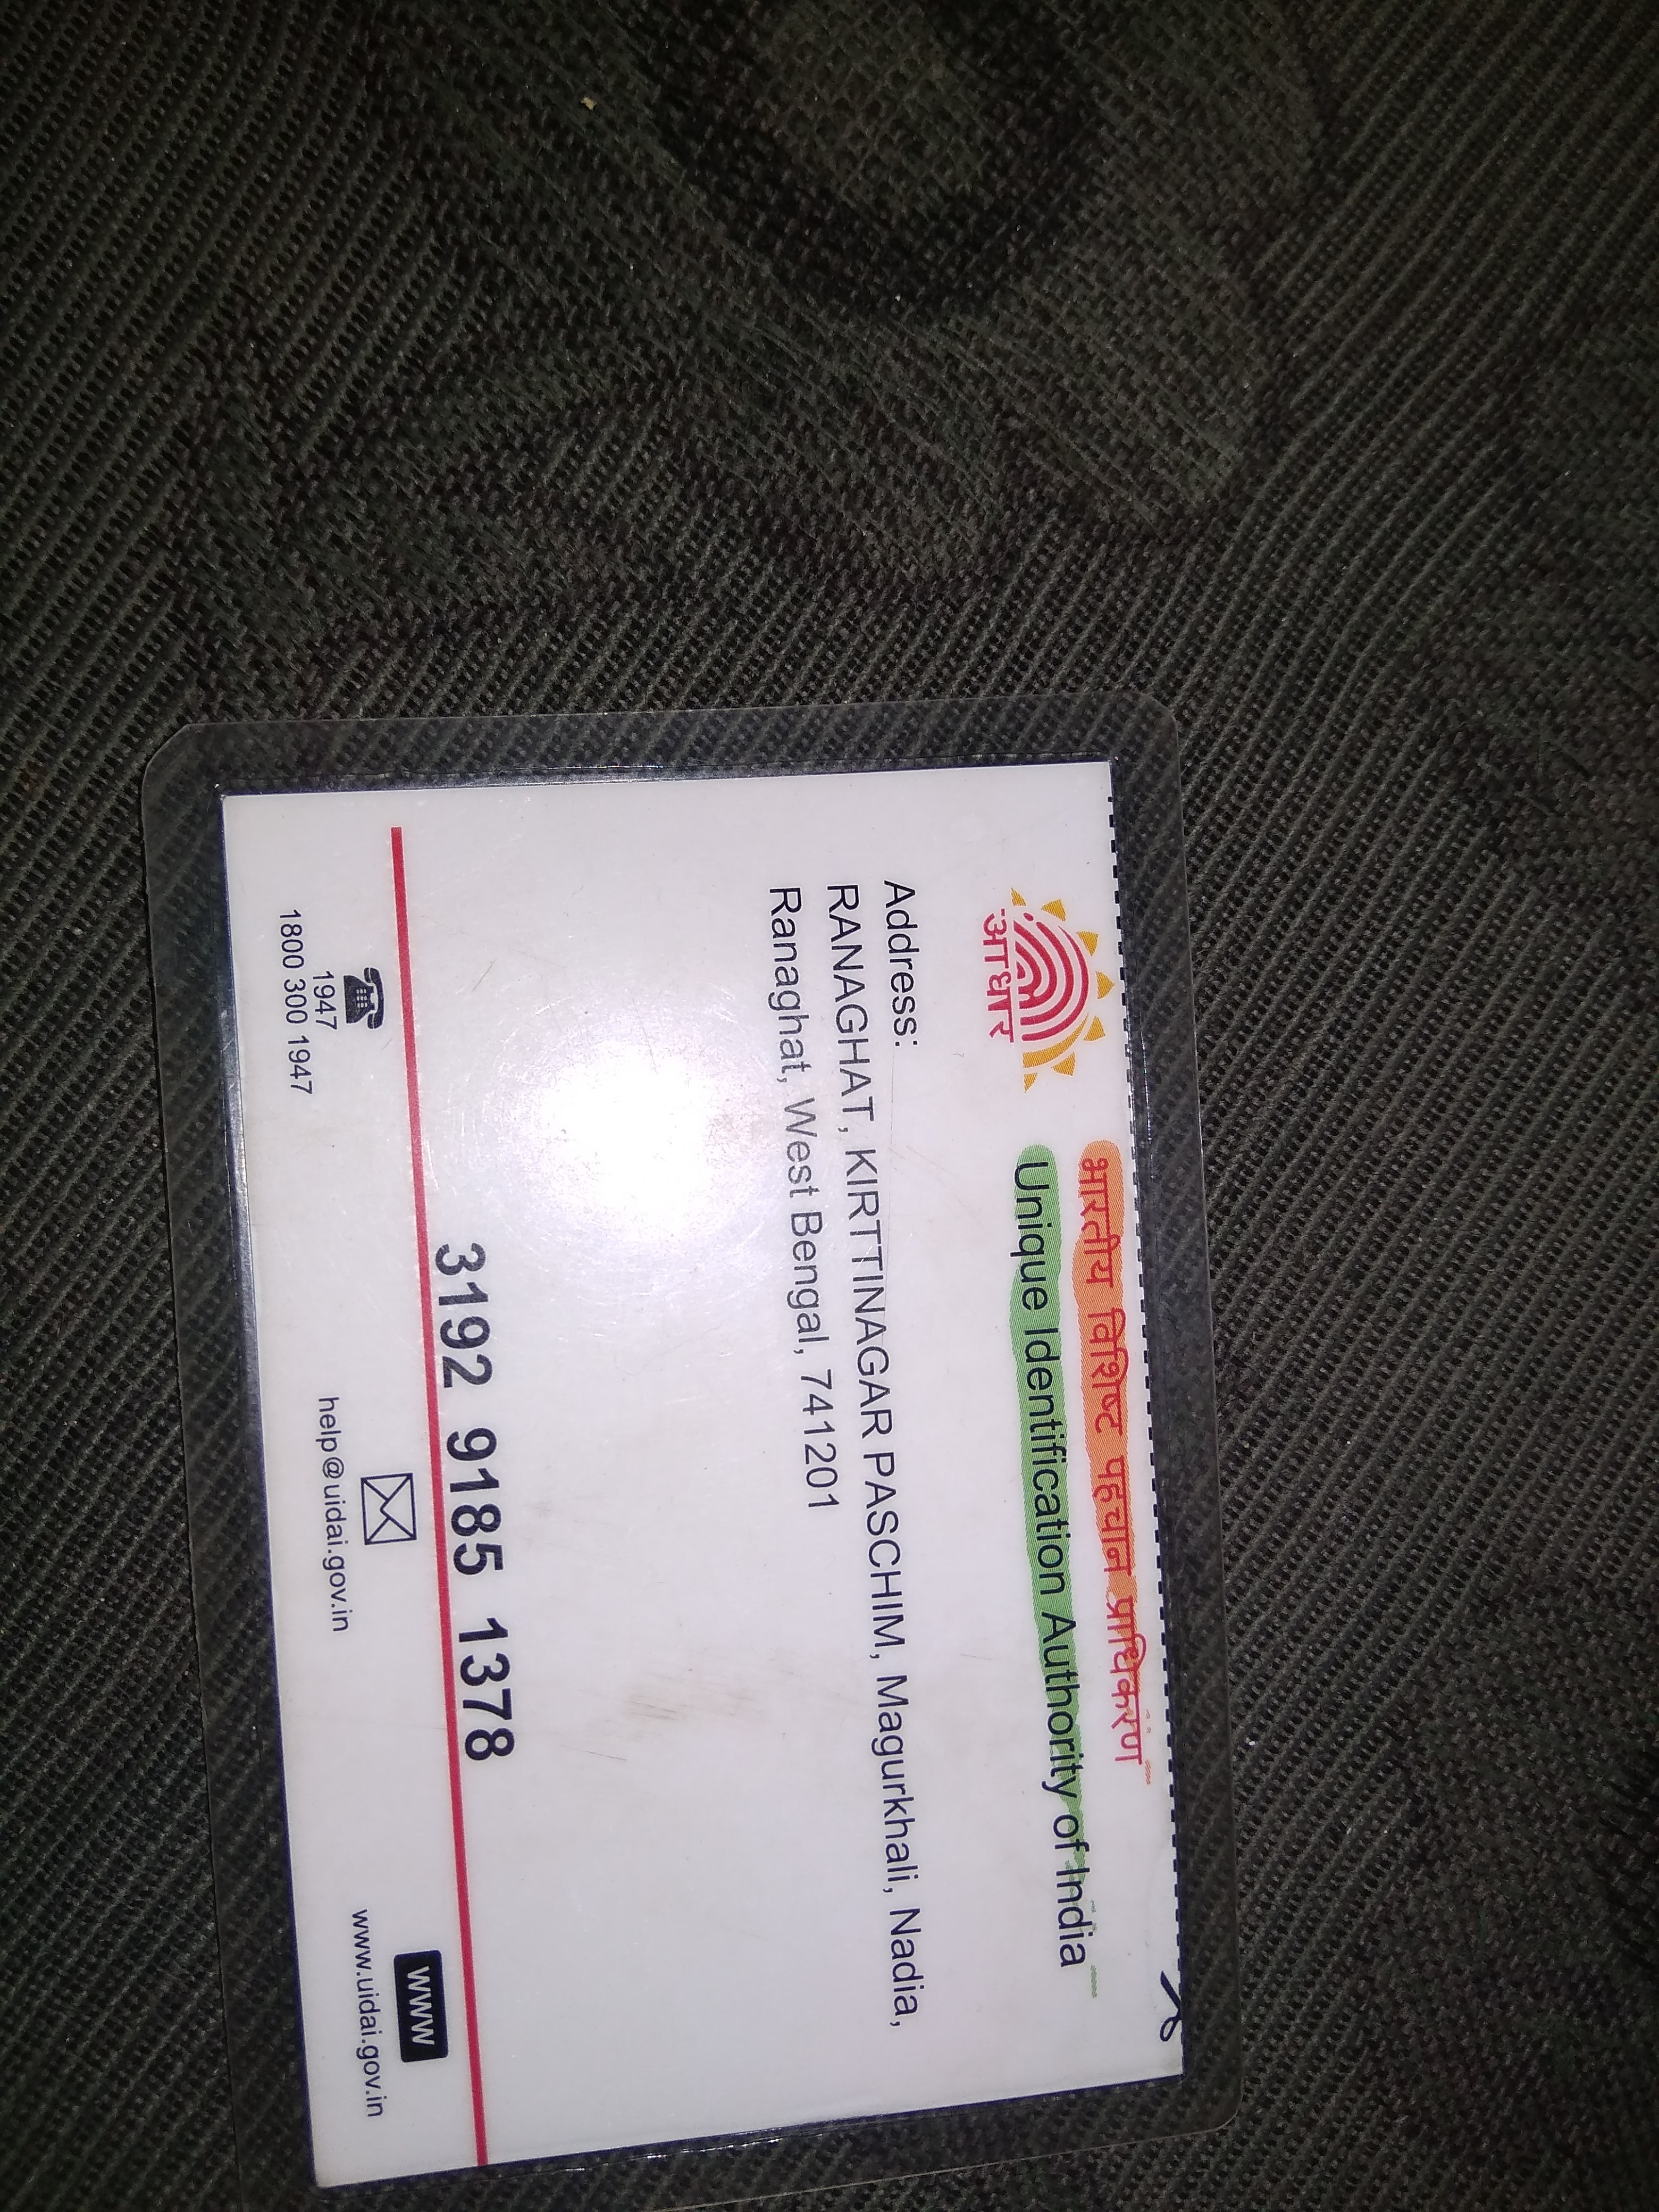 भारतीय विशिष्ट पहचान प्राधिकरण
Unique Identification Authority of India
आधार
Address:
RANAGHAT, KIRTTINAGAR PASCHIM, Magurkhali, Nadia,
Ranaghat, West Bengal, 741201
3192 9185 1378
1947
1800 300 1947
help@uidai.gov.in
www
www.uidai.gov.in